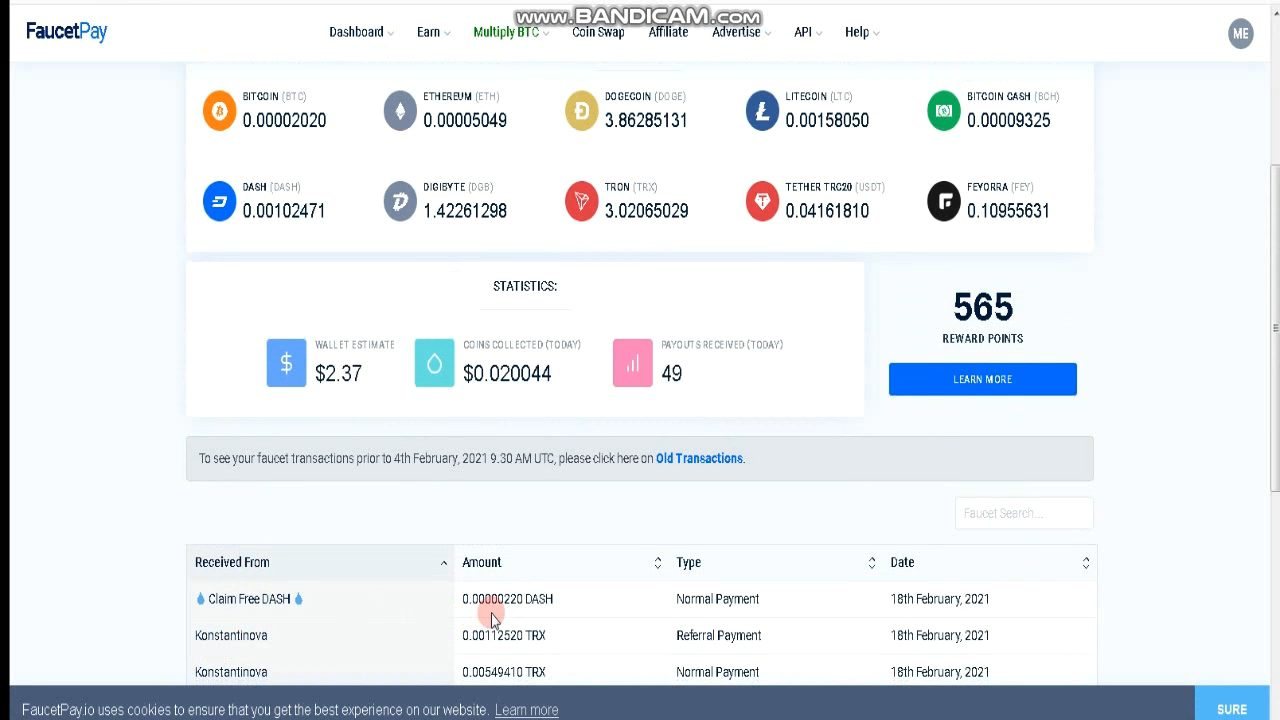 www.BANDICAM.com
FaucetPay
Dashboard Earn Multiply BTC Coin Swap Affiliate Advertise API Help ME
BITCOIN (BTC) ETHEREUM (ETH) DOGECOIN (DOGE) LITECOIN (LTC) BITCOIN CASH (BCH)
0.00002020 0.00005049 3.86285131 0.00158050 0.00009325
DASH (DASH) DIGIBYTE (DGB) TRON (TRX) TETHER TRC20 (USDT) FEYORRA (FEY)
0.00102471 1.42261298 3.02065029 0.04161810 0.10955631
STATISTICS:
WALLET ESTIMATE COINS COLLECTED (TODAY) PAYOUTS RECEIVED (TODAY)
$2.37 $0.020044 49
565
REWARD POINTS
LEARN MORE
To see your faucet transactions prior to 4th February, 2021 9.30 AM UTC, please click here on Old Transactions.
Faucet Search...
Received From Amount Type Date
Claim Free DASH 0.00000220 DASH Normal Payment 18th February, 2021
Konstantinova 0.00112520 TRX Referral Payment 18th February, 2021
Konstantinova 0.00549410 TRX Normal Payment 18th February, 2021
FaucetPay.io uses cookies to ensure that you get the best experience on our website. Learn more SURE